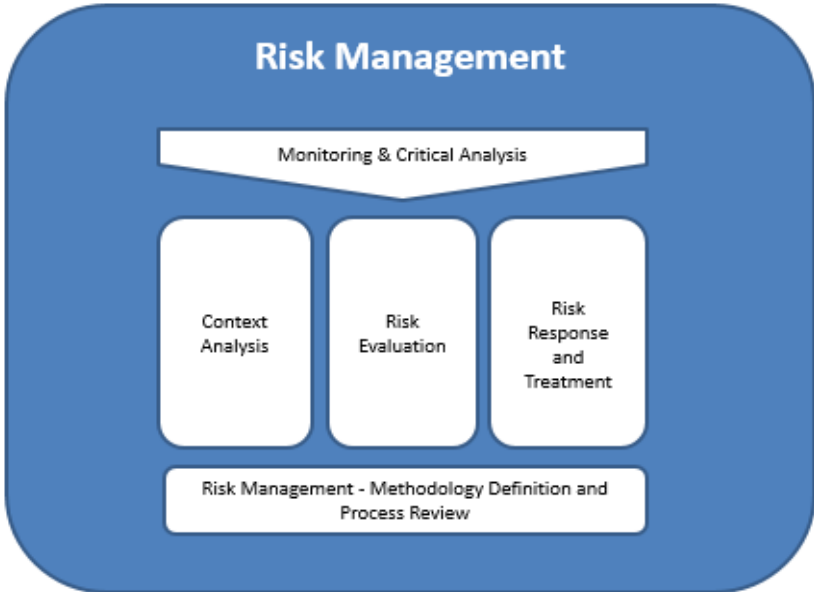 Risk Management
Monitoring & Critical Analysis
Context
Analysis
Risk
Evaluation
Risk
Response
and
Treatment
Risk Management - Methodology Definition and
Process Review